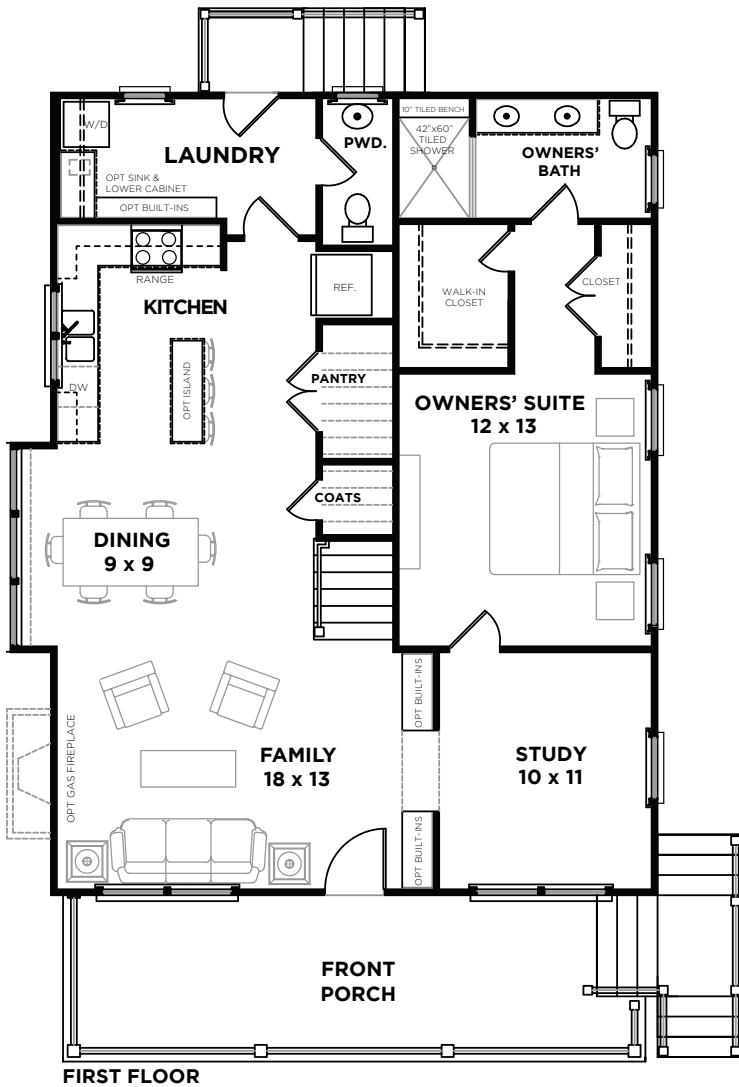 W/D
LAUNDRY
OPT SINK &
LOWER CABINET
OPT BUILT-INS
PWD.
10" TILED BENCH
42"x60"
TILED
SHOWER
OWNERS'
BATH
RANGE
KITCHEN
REF.
WALK-IN
CLOSET
CLOSET
DW
OPT ISLAND
PANTRY
OWNERS' SUITE
12 x 13
COATS
DINING
9 x 9
OPT GAS FIREPLACE
FAMILY
18 x 13
OPT BUILT-INS
OPT BUILT-INS
STUDY
10 x 11
FRONT
PORCH
FIRST FLOOR